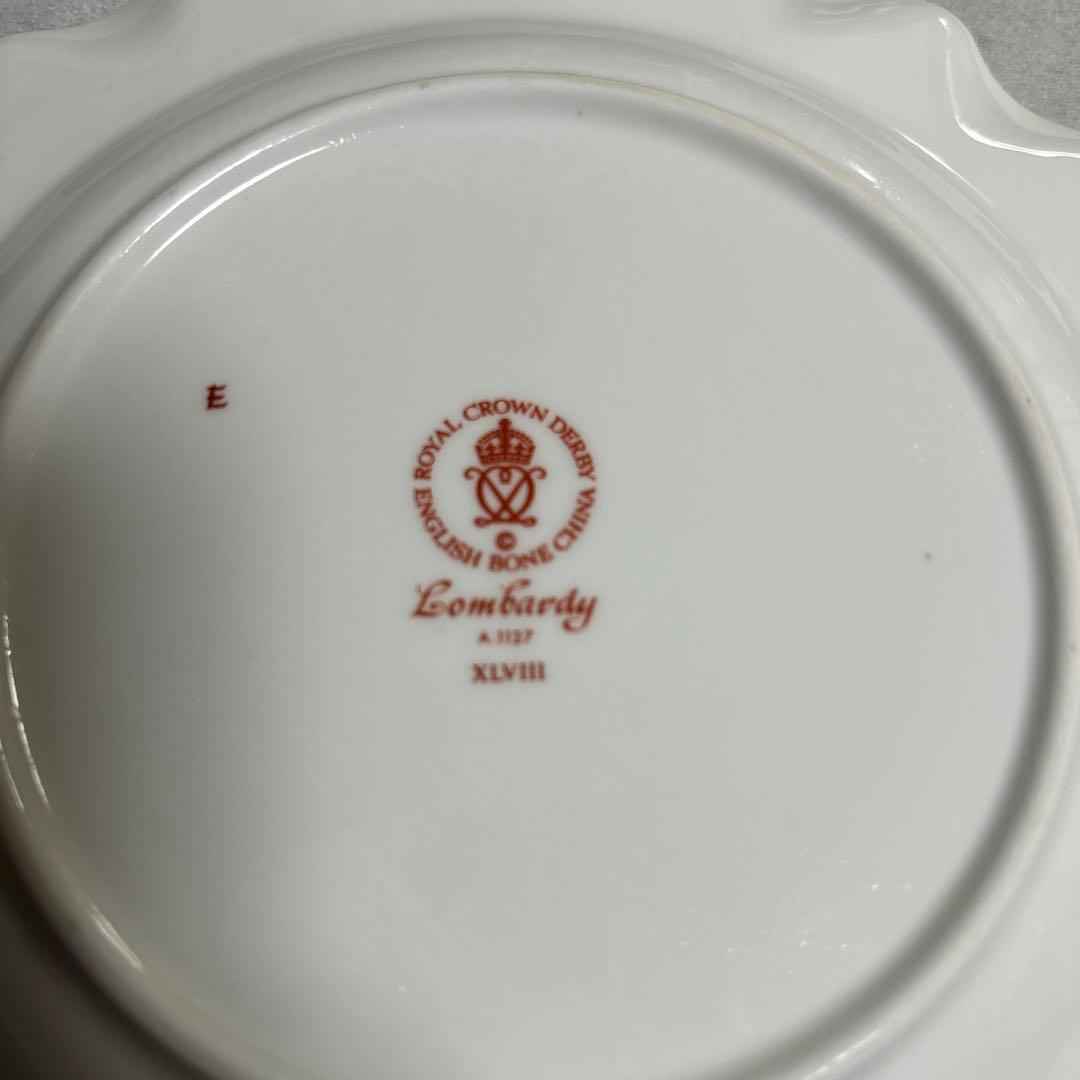 E
ROYAL CROWN DERBY
ENGLISH BONE CHINA
©
Lombardy
A.1127
XLVIII